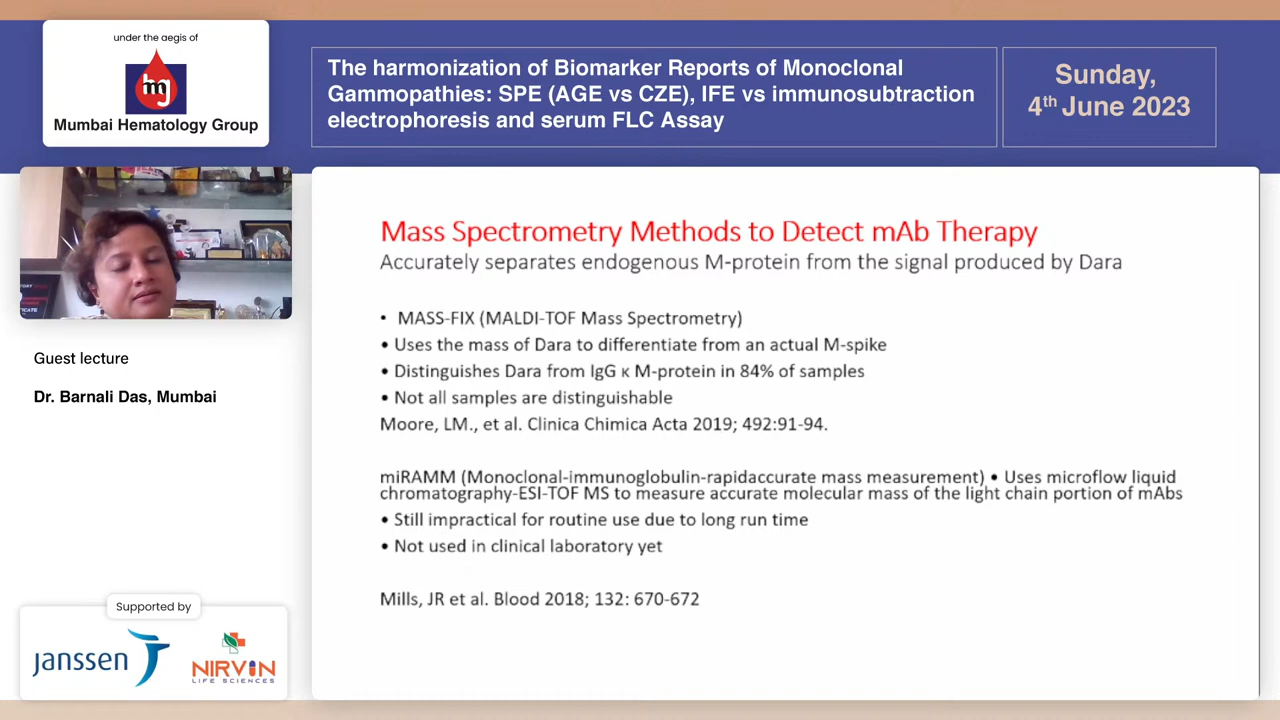 under the aegis of
mg
Mumbai Hematology Group
The harmonization of Biomarker Reports of Monoclonal
Gammopathies: SPE (AGE vs CZE), IFE vs immunosubtraction
electrophoresis and serum FLC Assay
Sunday,
4th June 2023
Guest lecture
Dr. Barnali Das, Mumbai
Supported by
janssen
NIRVIN
LIFE SCIENCES
Mass Spectrometry Methods to Detect mAb Therapy
Accurately separates endogenous M-protein from the signal produced by Dara
• MASS-FIX (MALDI-TOF Mass Spectrometry)
• Uses the mass of Dara to differentiate from an actual M-spike
• Distinguishes Dara from IgG κ M-protein in 84% of samples
• Not all samples are distinguishable
Moore, LM., et al. Clinica Chimica Acta 2019; 492:91-94.
miRAMM (Monoclonal-immunoglobulin-rapidaccurate mass measurement) • Uses microflow liquid
chromatography-ESI-TOF MS to measure accurate molecular mass of the light chain portion of mAbs
• Still impractical for routine use due to long run time
• Not used in clinical laboratory yet
Mills, JR et al. Blood 2018; 132: 670-672